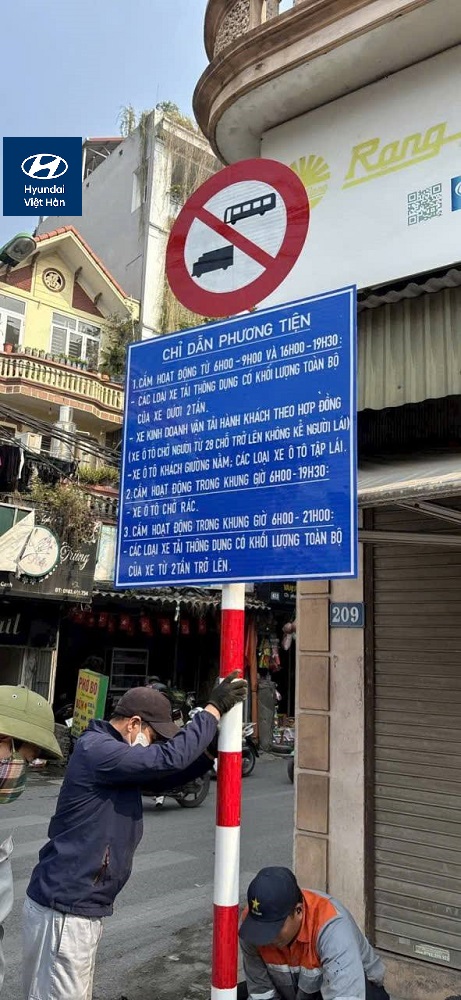 Hyundai
Việt Hàn
Rang
CHỈ DẪN PHƯƠNG TIỆN
1. CẤM HOẠT ĐỘNG TỪ 6H00-9H00 VÀ 16H00-19H30:
- CÁC LOẠI XE TẢI THÔNG DỤNG CÓ KHỐI LƯỢNG TOÀN BỘ
CỦA XE DƯỚI 2TẤN.
- XE KINH DOANH VẬN TẢI HÀNH KHÁCH THEO HỢP ĐỒNG
(XE Ô TÔ CHỞ NGƯỜI TỪ 28 CHỖ TRỞ LÊN KHÔNG KỂ NGƯỜI LÁI)
- XE Ô TÔ KHÁCH GIƯỜNG NẰM; CÁC LOẠI XE Ô TÔ TẬP LÁI.
2. CẤM HOẠT ĐỘNG TRONG KHUNG GIỜ 6H00-19H30:
- XE Ô TÔ CHỞ RÁC.
3. CẤM HOẠT ĐỘNG TRONG KHUNG GIỜ 6H00-21H00:
- CÁC LOẠI XE TẢI THÔNG DỤNG CÓ KHỐI LƯỢNG TOÀN BỘ
CỦA XE TỪ 2TẤN TRỞ LÊN.
209
Trung
PHỞ BÒ